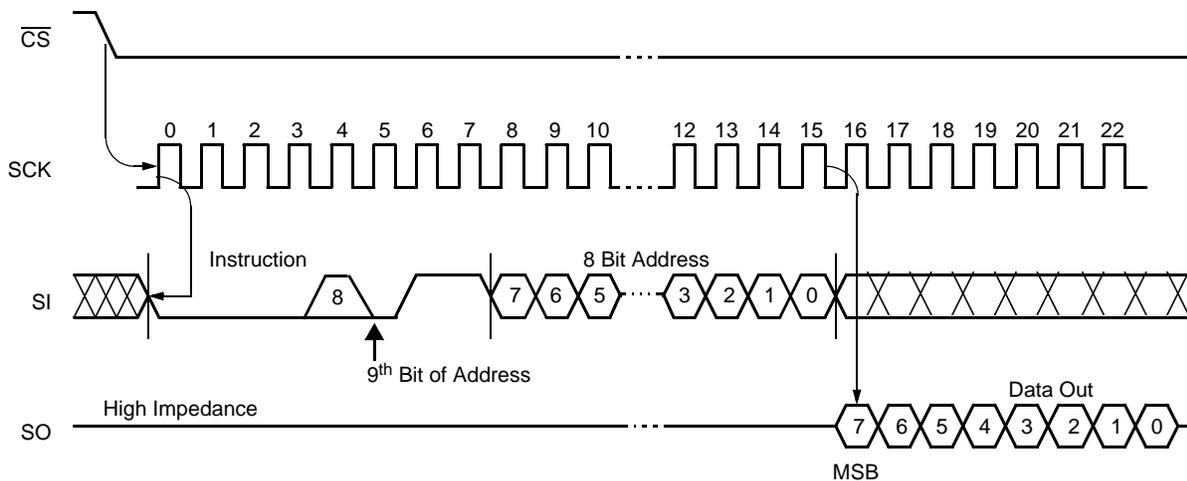 CS
0 1 2 3 4 5 6 7 8 9 10 12 13 14 15 16 17 18 19 20 21 22
SCK
Instruction
8 Bit Address
SI
8
7 6 5 3 2 1 0
9th Bit of Address
High Impedance
Data Out
SO
7 6 5 4 3 2 1 0
MSB